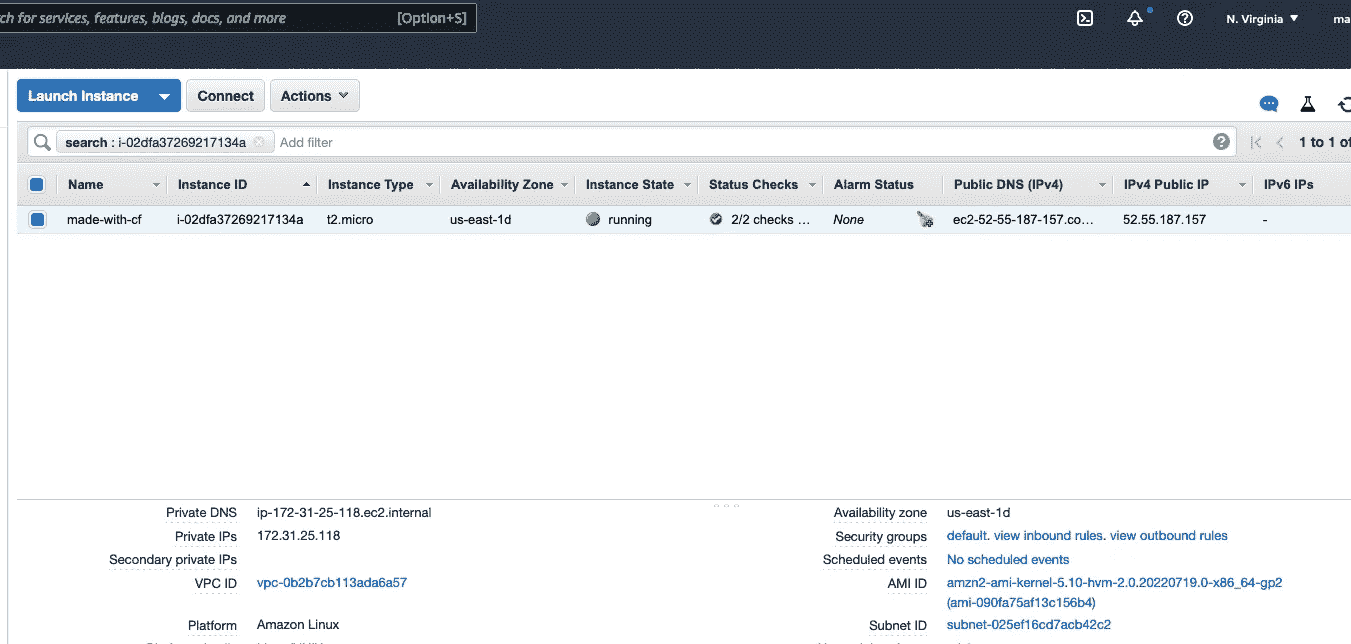 ch for services, features, blogs, docs, and more [Option+S] N. Virginia ▼ ma
Launch Instance Connect Actions
search : i-02dfa37269217134a Add filter 1 to 1 of
Name Instance ID Instance Type Availability Zone Instance State Status Checks Alarm Status Public DNS (IPv4) IPv4 Public IP IPv6 IPs
made-with-cf i-02dfa37269217134a t2.micro us-east-1d running 2/2 checks ... None ec2-52-55-187-157.co... 52.55.187.157 -
Private DNS ip-172-31-25-118.ec2.internal Availability zone us-east-1d
Private IPs 172.31.25.118 Security groups default. view inbound rules. view outbound rules
Secondary private IPs Scheduled events No scheduled events
VPC ID vpc-0b2b7cb113ada6a57 AMI ID amzn2-ami-kernel-5.10-hvm-2.0.20220719.0-x86_64-gp2
(ami-090fa75af13c156b4)
Platform Amazon Linux Subnet ID subnet-025ef16cd7acb42c2